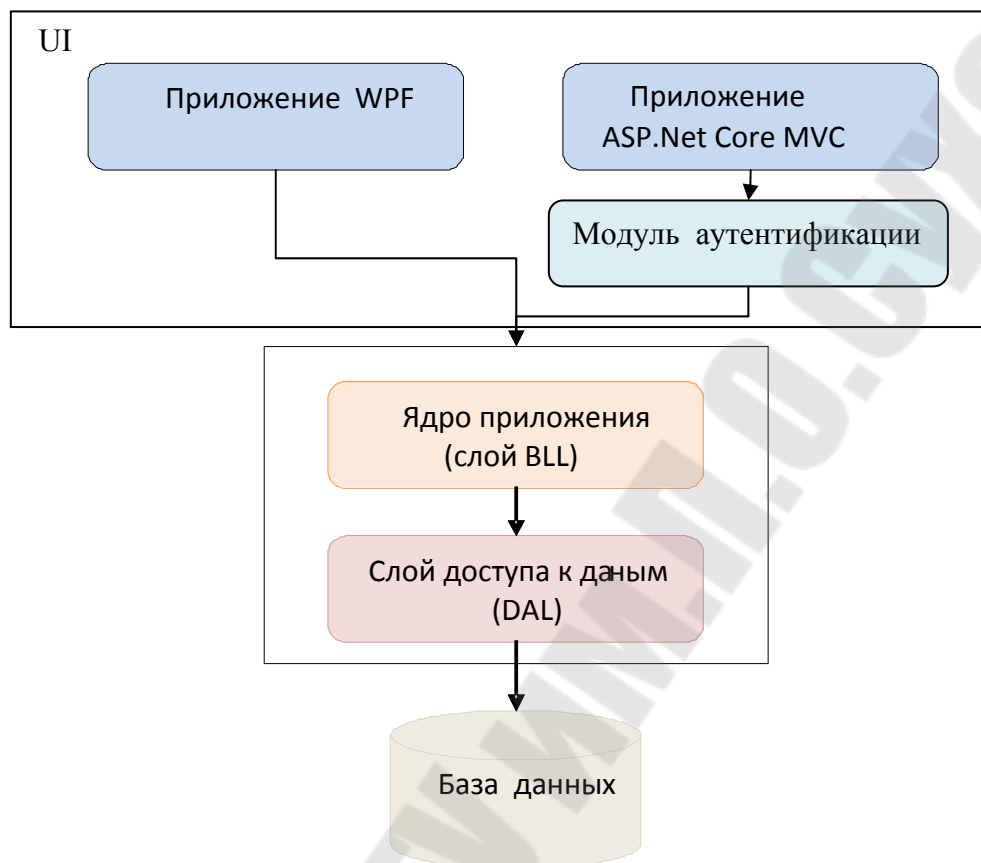 UI
Приложение WPF
Приложение
ASP.Net Core MVC
Модуль аутентификации
Ядро приложения
(слой BLL)
Слой доступа к даным
(DAL)
База данных